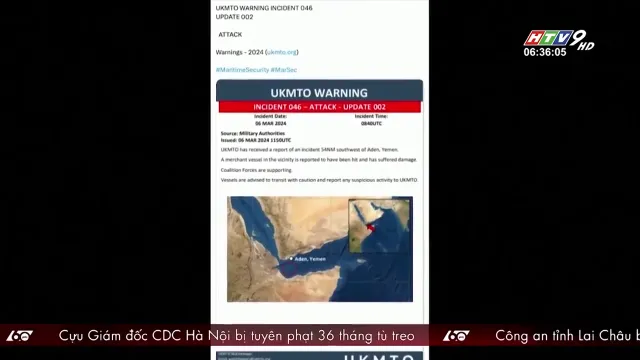 UKMTO WARNING INCIDENT 046
UPDATE 002
ATTACK
Warnings - 2024 (ukmto.org)
#MaritimeSecurity #MarSec
HTV9 HD
06:36:05
UKMTO WARNING
INCIDENT 046 – ATTACK - UPDATE 002
Incident Date: Incident Time:
06 MAR 2024 0840UTC
Source: Military Authorities
Issued: 06 MAR 2024 1150UTC
UKMTO has received a report of an incident 54NM southwest of Aden, Yemen.
A merchant vessel in the vicinity is reported to have been hit and has suffered damage.
Coalition Forces are supporting.
Vessels are advised to transit with caution and report any suspicious activity to UKMTO
Aden, Yemen
60 Cựu Giám đốc CDC Hà Nội bị tuyên phạt 36 tháng tù treo 60 Công an tỉnh Lai Châu b
UKMTO